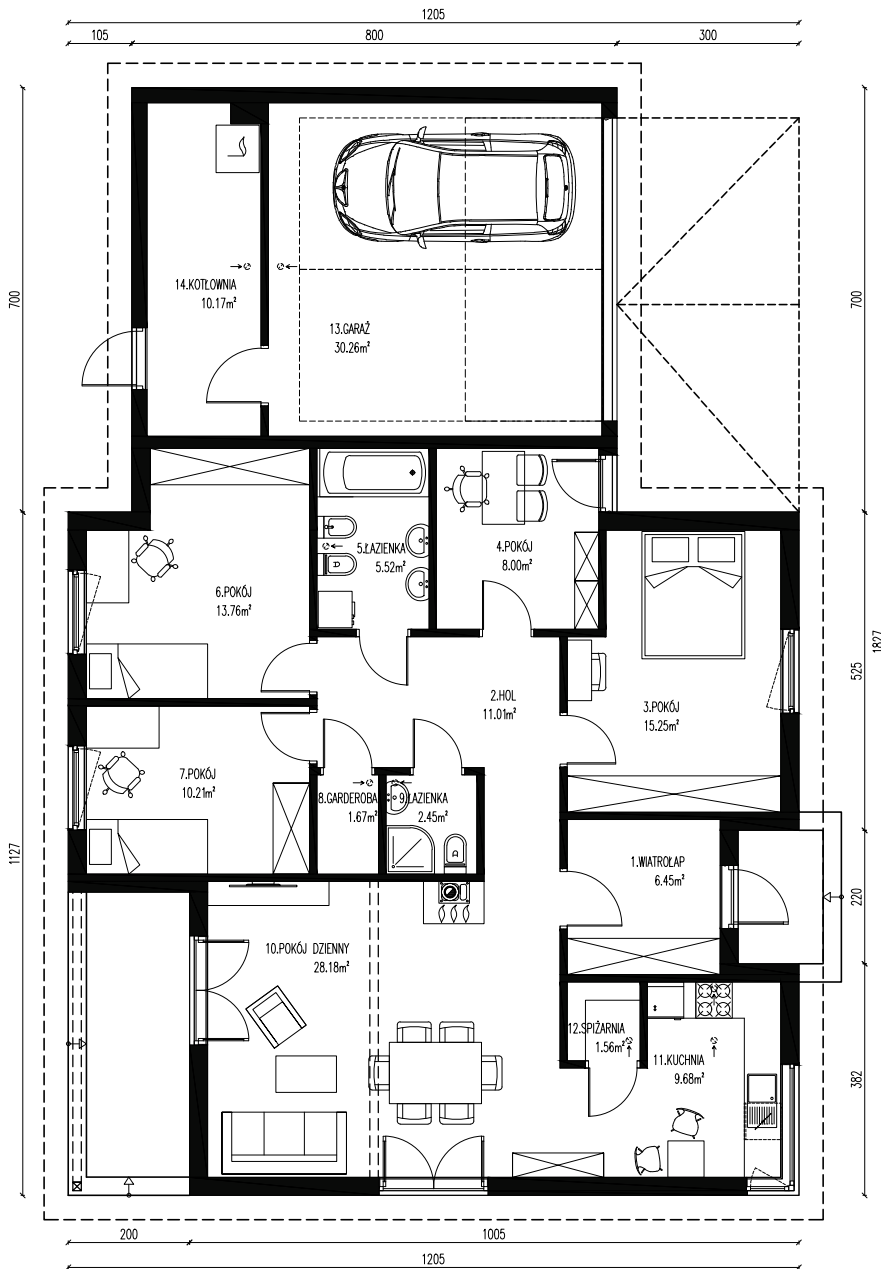 1205
105
800
300
700
700
14.KOTŁOWNIA
10.17m²
13.GARAŻ
30.26m²
5.ŁAZIENKA
5.52m²
4.POKÓJ
8.00m²
6.POKÓJ
13.76m²
1827
525
2.HOL
11.01m²
3.POKÓJ
15.25m²
7.POKÓJ
10.21m²
8.GARDEROBA
1.67m²
9.ŁAZIENKA
2.45m²
1127
1.WIATROŁAP
6.45m²
220
10.POKÓJ DZIENNY
28.18m²
12.SPIŻARNIA
1.56m²
11.KUCHNIA
9.68m²
382
200
1005
1205